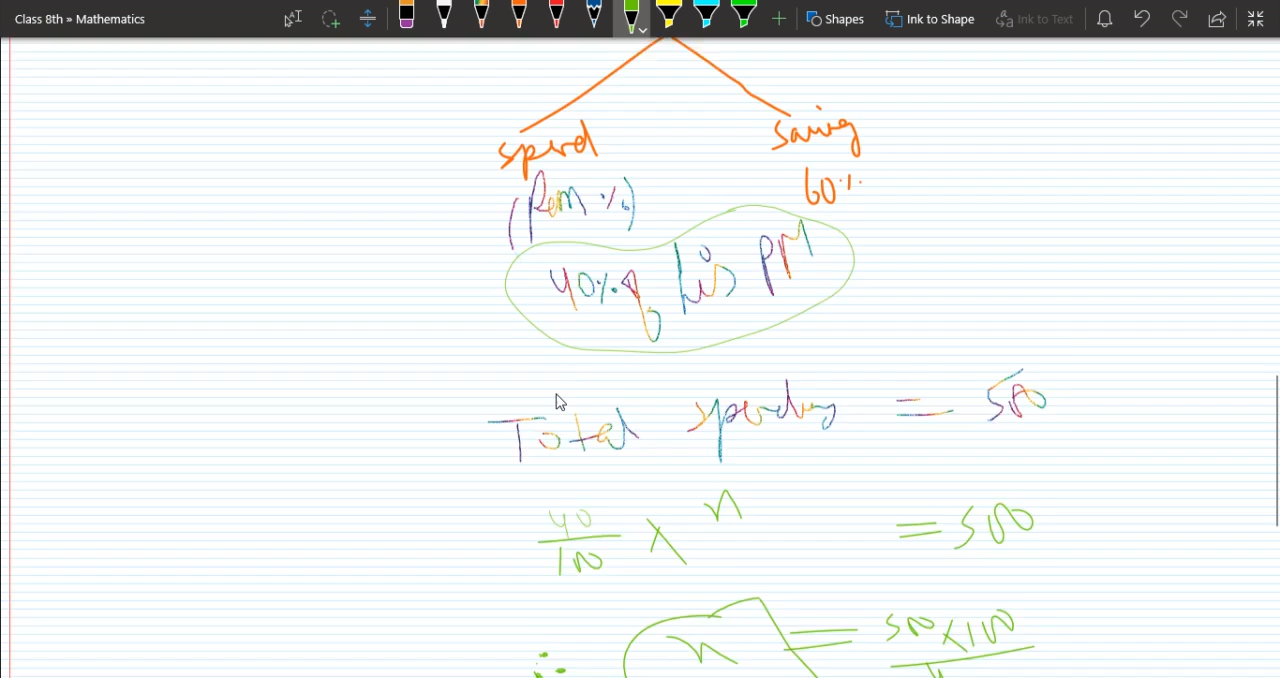 Class 8th » Mathematics
Shapes Ink to Shape Ink to Text
spend saving
(Rem %) 60%
40% of his PM
Total spending = 500
40/100 × n = 500
∴ n = 500×100